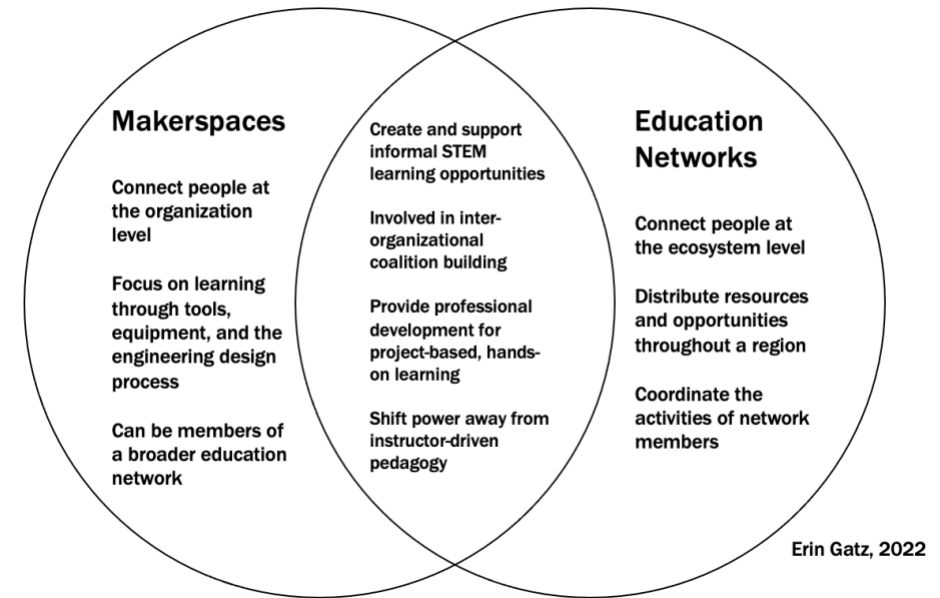 Makerspaces
Connect people at
the organization
level
Focus on learning
through tools,
equipment, and the
engineering design
process
Can be members of
a broader education
network
Create and support
informal STEM
learning opportunities
Involved in inter-
organizational
coalition building
Provide professional
development for
project-based, hands-
on learning
Shift power away from
instructor-driven
pedagogy
Education
Networks
Connect people at
the ecosystem level
Distribute resources
and opportunities
throughout a region
Coordinate the
activities of network
members
Erin Gatz, 2022